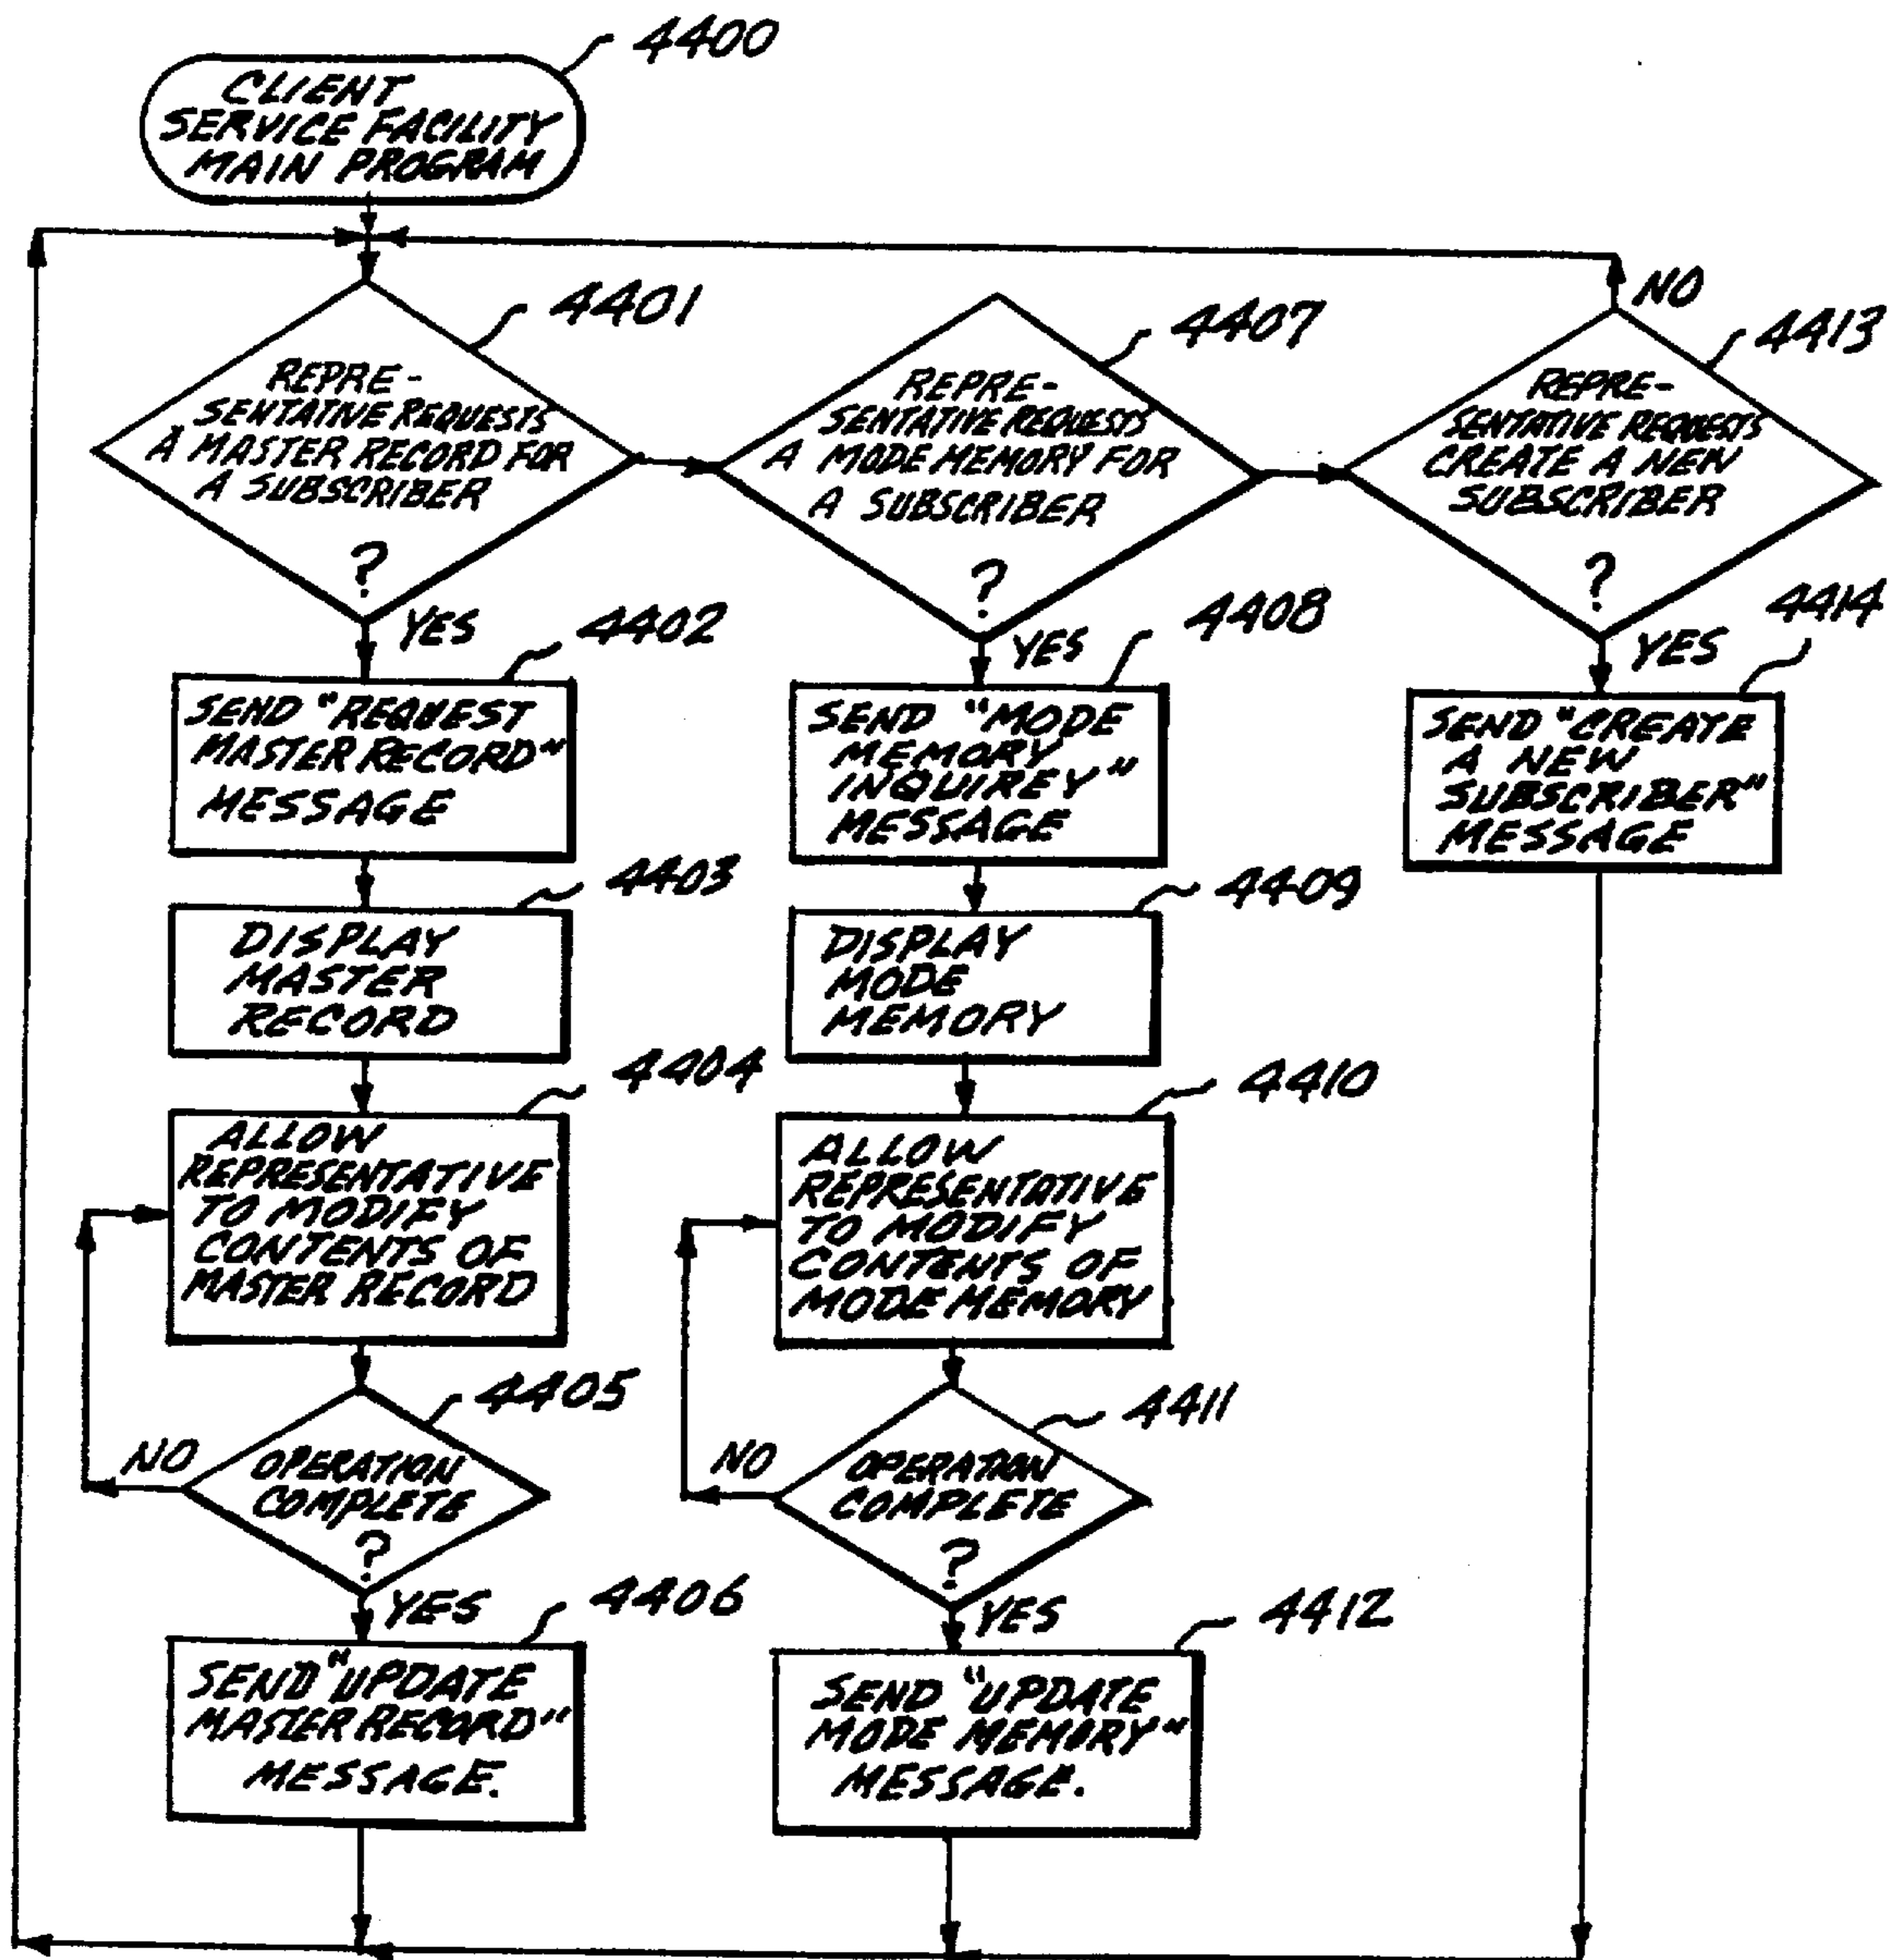 4400
CLIENT
SERVICE FACILITY
MAIN PROGRAM
4401
REPRE-
SENTATIVE REQUESTS
A MASTER RECORD FOR
A SUBSCRIBER
?
YES
4402
SEND "REQUEST
MASTER RECORD"
MESSAGE
4403
DISPLAY
MASTER
RECORD
4404
ALLOW
REPRESENTATIVE
TO MODIFY
CONTENTS OF
MASTER RECORD
4405
NO
OPERATION
COMPLETE
?
YES
4406
SEND "UPDATE
MASTER RECORD"
MESSAGE.
4407
REPRE-
SENTATIVE REQUESTS
A MODE MEMORY FOR
A SUBSCRIBER
?
YES
4408
SEND "MODE
MEMORY
INQUIREY"
MESSAGE
4409
DISPLAY
MODE
MEMORY
4410
ALLOW
REPRESENTATIVE
TO MODIFY
CONTENTS OF
MODE MEMORY
4411
NO
OPERATION
COMPLETE
?
YES
4412
SEND "UPDATE
MODE MEMORY"
MESSAGE.
NO
4413
REPRE-
SENTATIVE REQUESTS
CREATE A NEW
SUBSCRIBER
?
YES
4414
SEND "CREATE
A NEW
SUBSCRIBER"
MESSAGE